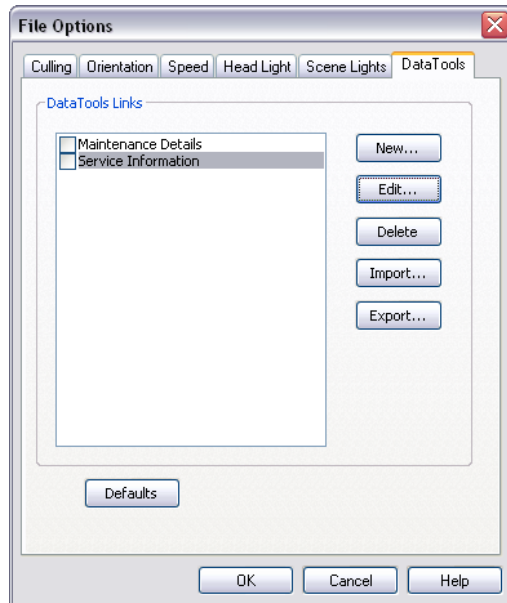 File Options
Culling Orientation Speed Head Light Scene Lights DataTools
DataTools Links
Maintenance Details
Service Information
New...
Edit...
Delete
Import...
Export...
Defaults
OK Cancel Help